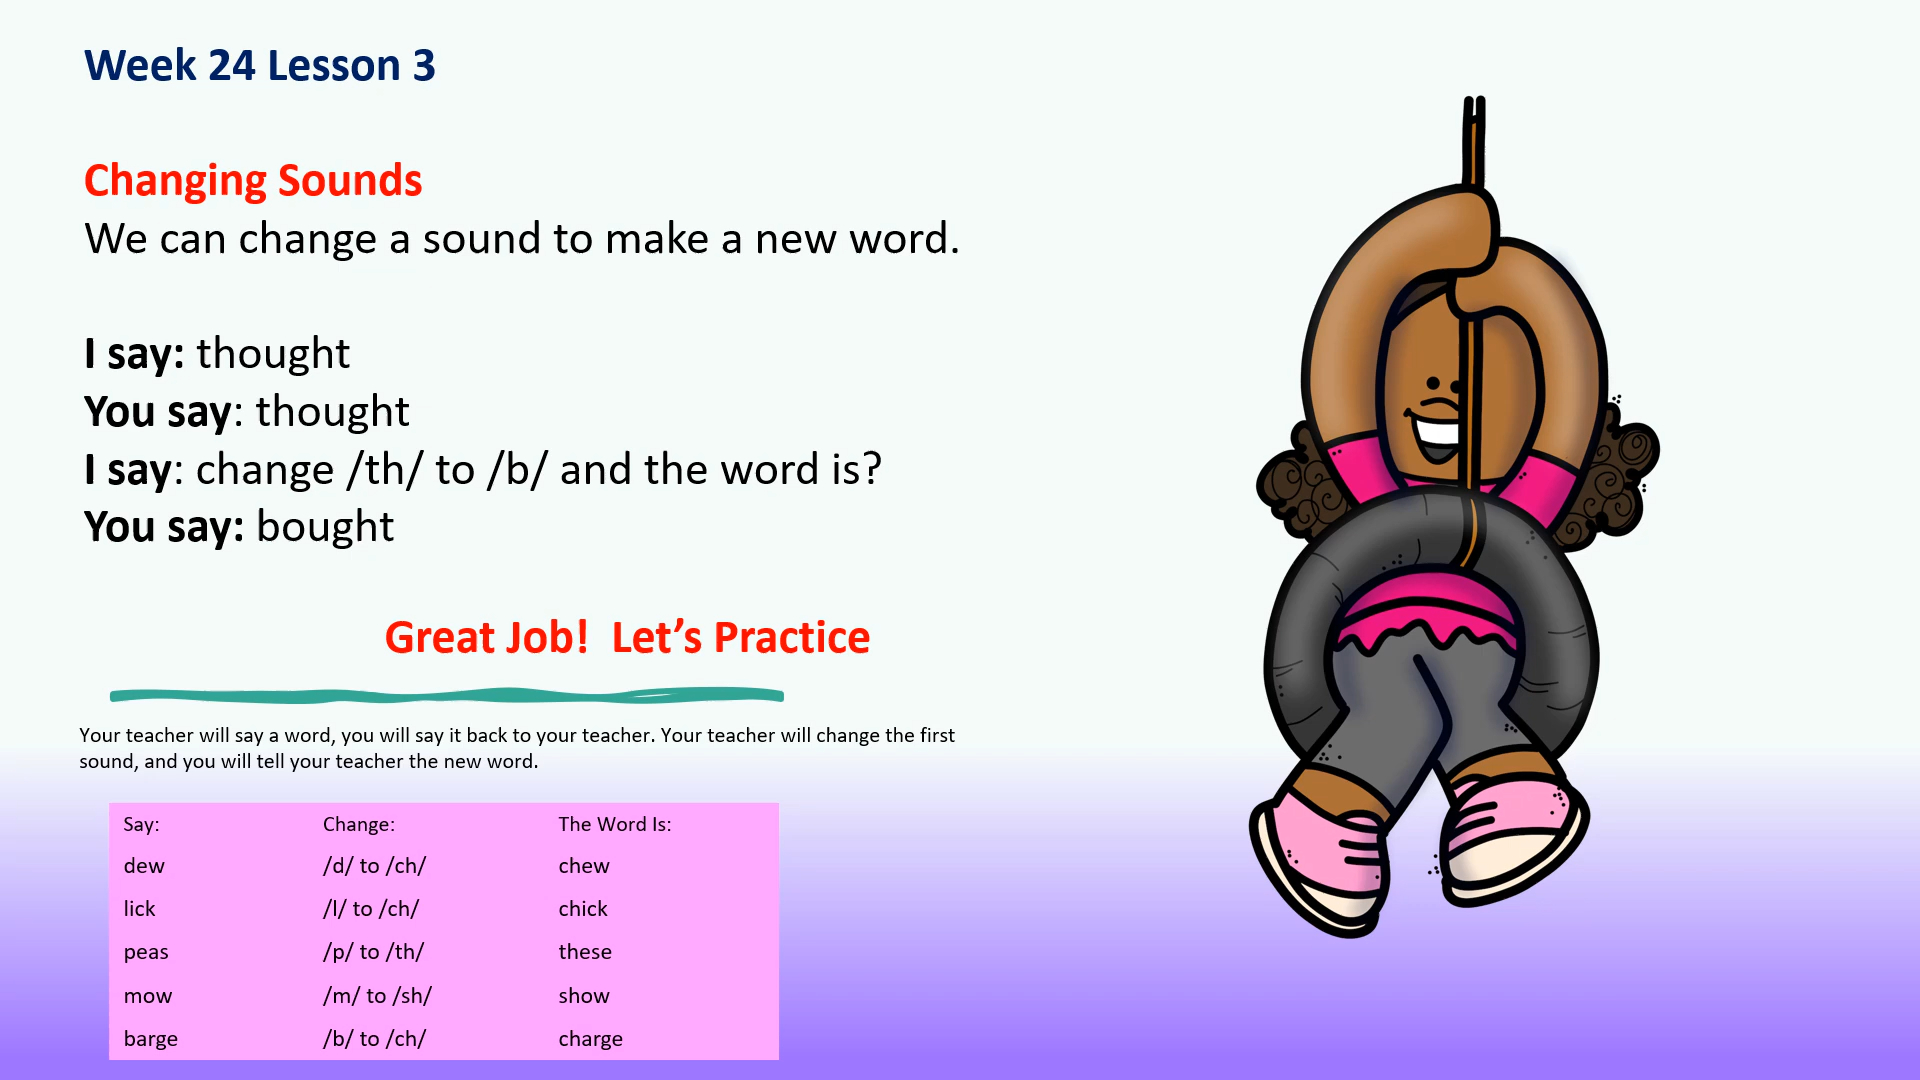 Week 24 Lesson 3
Changing Sounds
We can change a sound to make a new word.
I say: thought
You say: thought
I say: change /th/ to /b/ and the word is?
You say: bought
Great Job!  Let’s Practice
Your teacher will say a word, you will say it back to your teacher. Your teacher will change the first
sound, and you will tell your teacher the new word.
Say: Change: The Word Is:
dew /d/ to /ch/ chew
lick /l/ to /ch/ chick
peas /p/ to /th/ these
mow /m/ to /sh/ show
barge /b/ to /ch/ charge